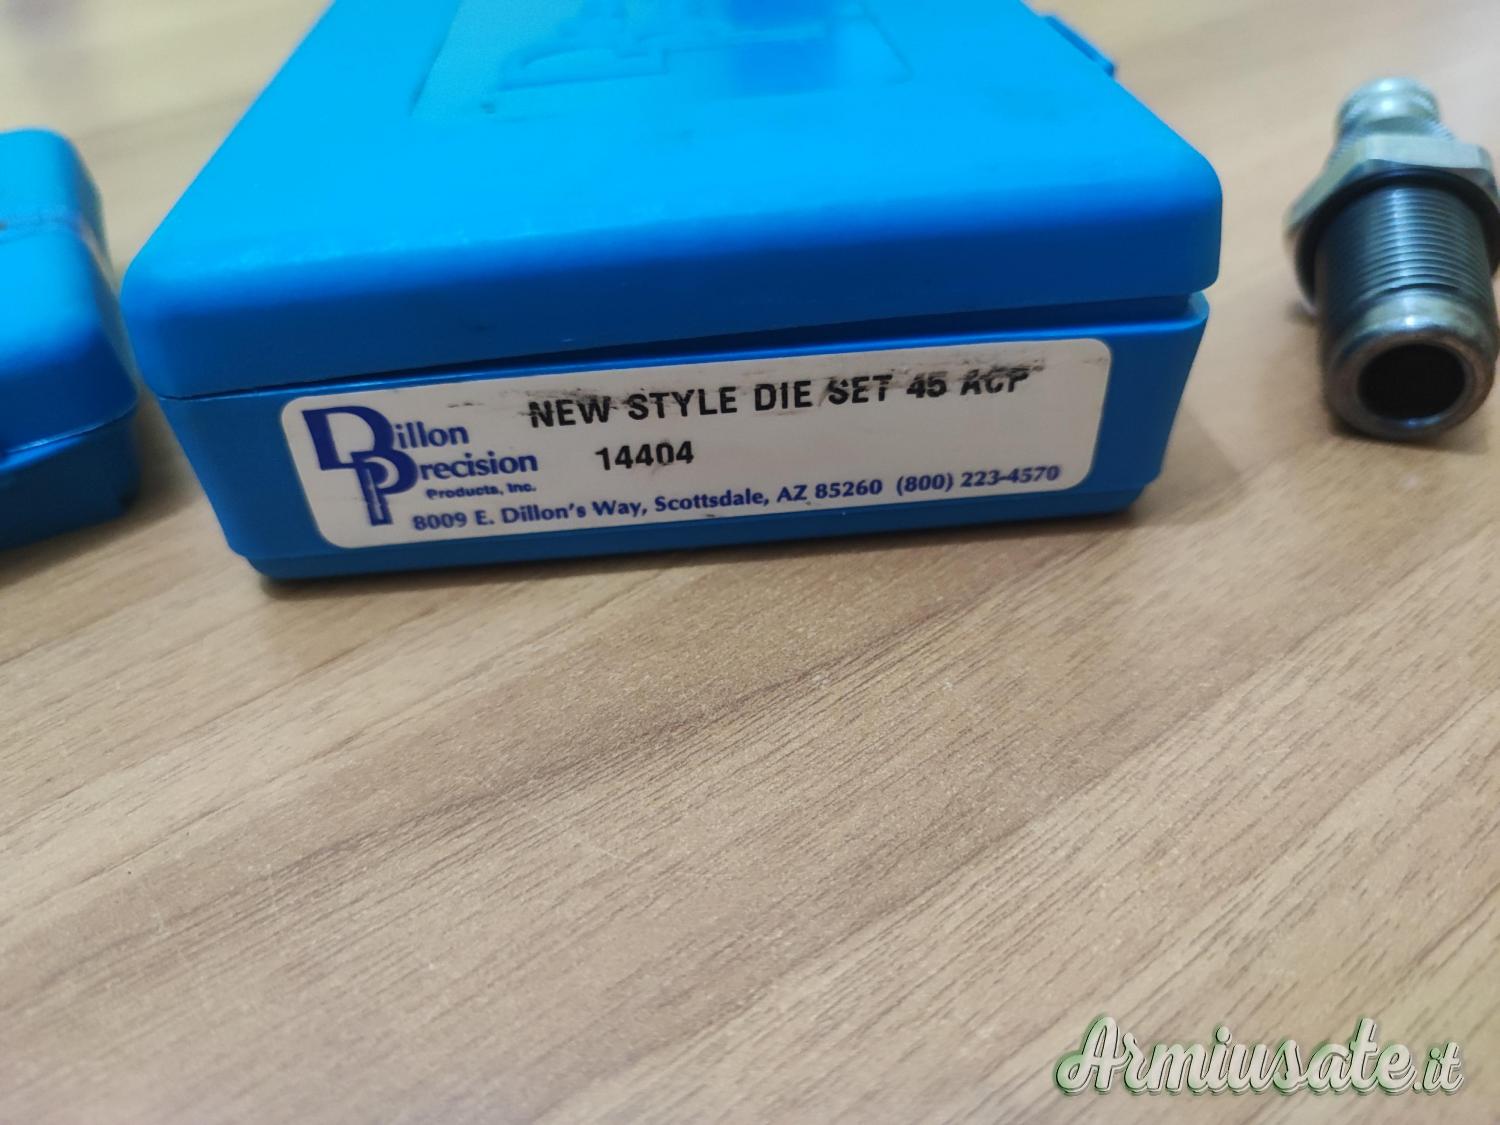 NEW STYLE DIE SET 45 ACP
Dillon
Precision
14404
Products, Inc.
8009 E. Dillon's Way, Scottsdale, AZ 85260 (800) 223-4570
Armiusate.it